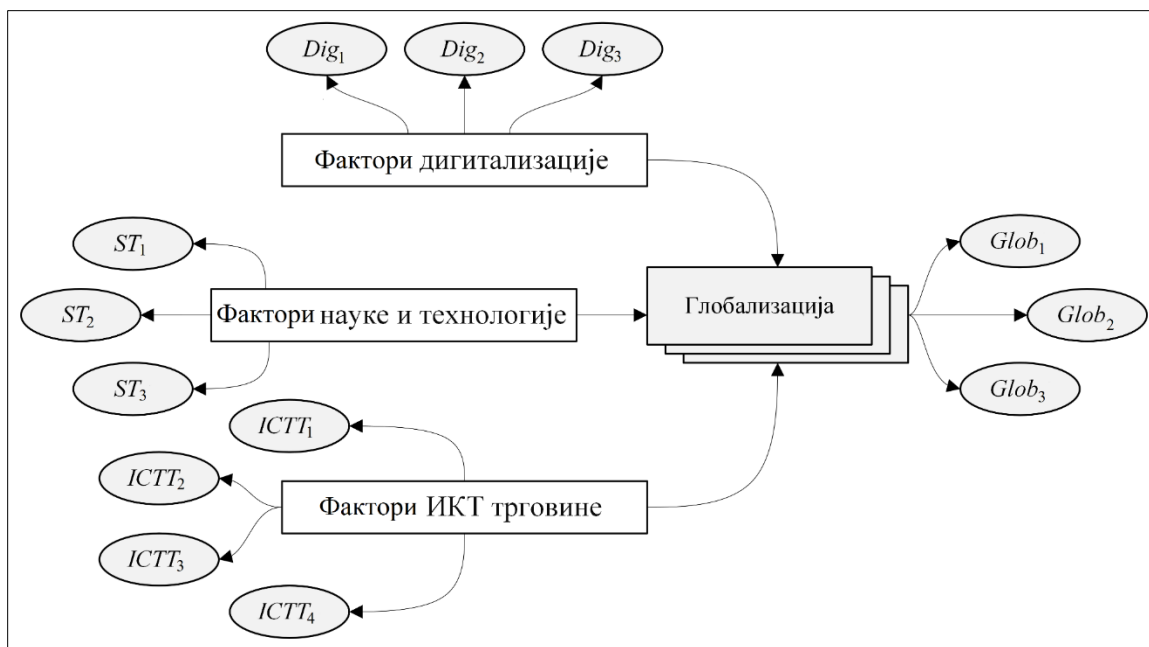 Dig₁
Dig₂
Dig₃
Фактори дигитализације
ST₁
ST₂
ST₃
Фактори науке и технологије
Глобализација
Glob₁
Glob₂
Glob₃
ICTT₁
ICTT₂
ICTT₃
ICTT₄
Фактори ИКТ трговине